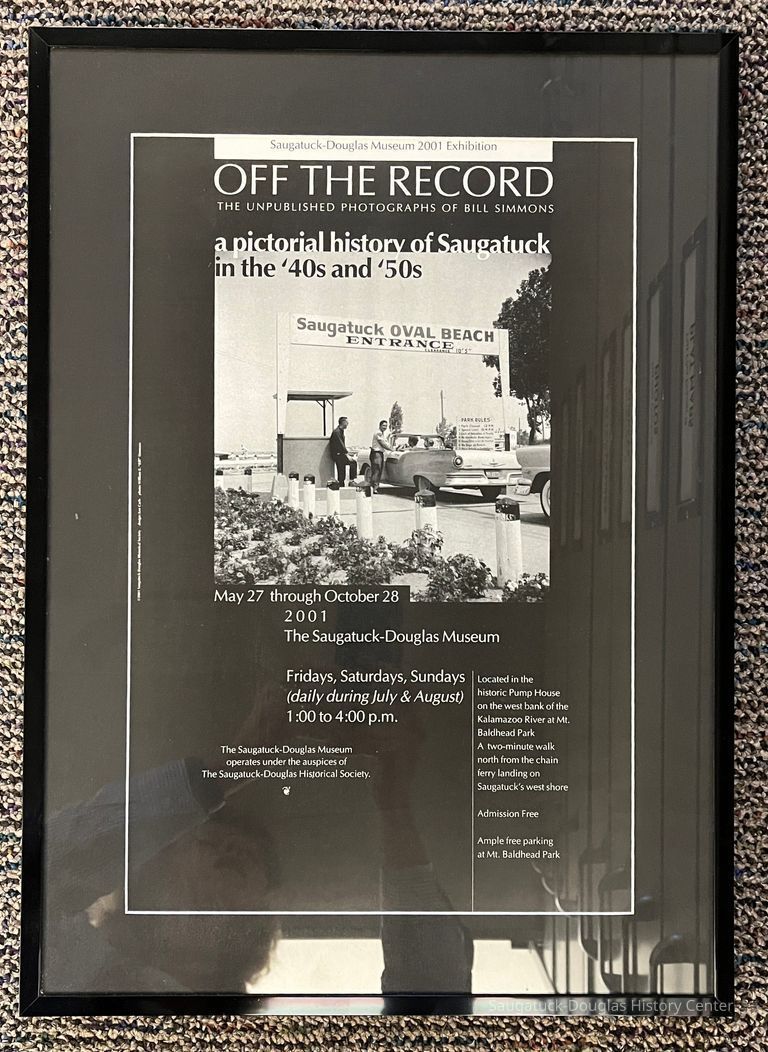 Saugatuck-Douglas Museum 2001 Exhibition
OFF THE RECORD
THE UNPUBLISHED PHOTOGRAPHS OF BILL SIMMONS
a pictorial history of Saugatuck
in the ‘40s and ‘50s
Saugatuck OVAL BEACH
ENTRANCE
CLEARANCE 10'5"
PARK RULES
May 27 through October 28
2001
The Saugatuck-Douglas Museum
Fridays, Saturdays, Sundays
(daily during July & August)
1:00 to 4:00 p.m.
The Saugatuck-Douglas Museum
operates under the auspices of
The Saugatuck-Douglas Historical Society.
Located in the
historic Pump House
on the west bank of the
Kalamazoo River at Mt.
Baldhead Park
A two-minute walk
north from the chain
ferry landing on
Saugatuck's west shore
Admission Free
Ample free parking
at Mt. Baldhead Park
Saugatuck-Douglas History Center